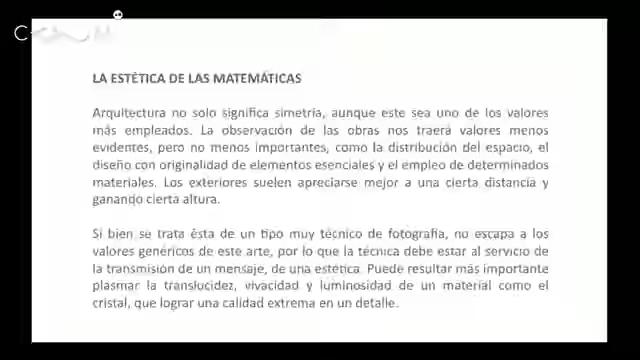 LA ESTÉTICA DE LAS MATEMÁTICAS
Arquitectura no solo significa simetría, aunque este sea uno de los valores
más empleados. La observación de las obras nos traerá valores menos
evidentes, pero no menos importantes, como la distribución del espacio, el
diseño con originalidad de elementos esenciales y el empleo de determinados
materiales. Los exteriores suelen apreciarse mejor a una cierta distancia y
ganando cierta altura.
Si bien se trata ésta de un tipo muy técnico de fotografía, no escapa a los
valores genéricos de este arte, por lo que la técnica debe estar al servicio de
la transmisión de un mensaje, de una estética. Puede resultar más importante
plasmar la translucidez, vivacidad y luminosidad de un material como el
cristal, que lograr una calidad extrema en un detalle.